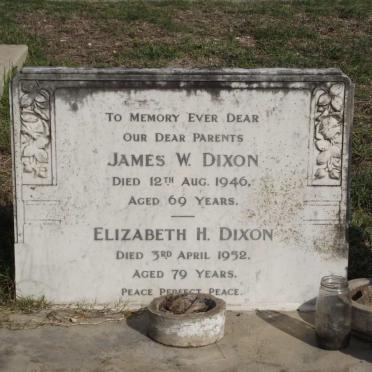 To Memory Ever Dear
Our Dear Parents
James W. Dixon
Died 12th Aug. 1946,
Aged 69 Years.
Elizabeth H. Dixon
Died 3rd April 1952.
Aged 79 Years.
Peace Perfect Peace.